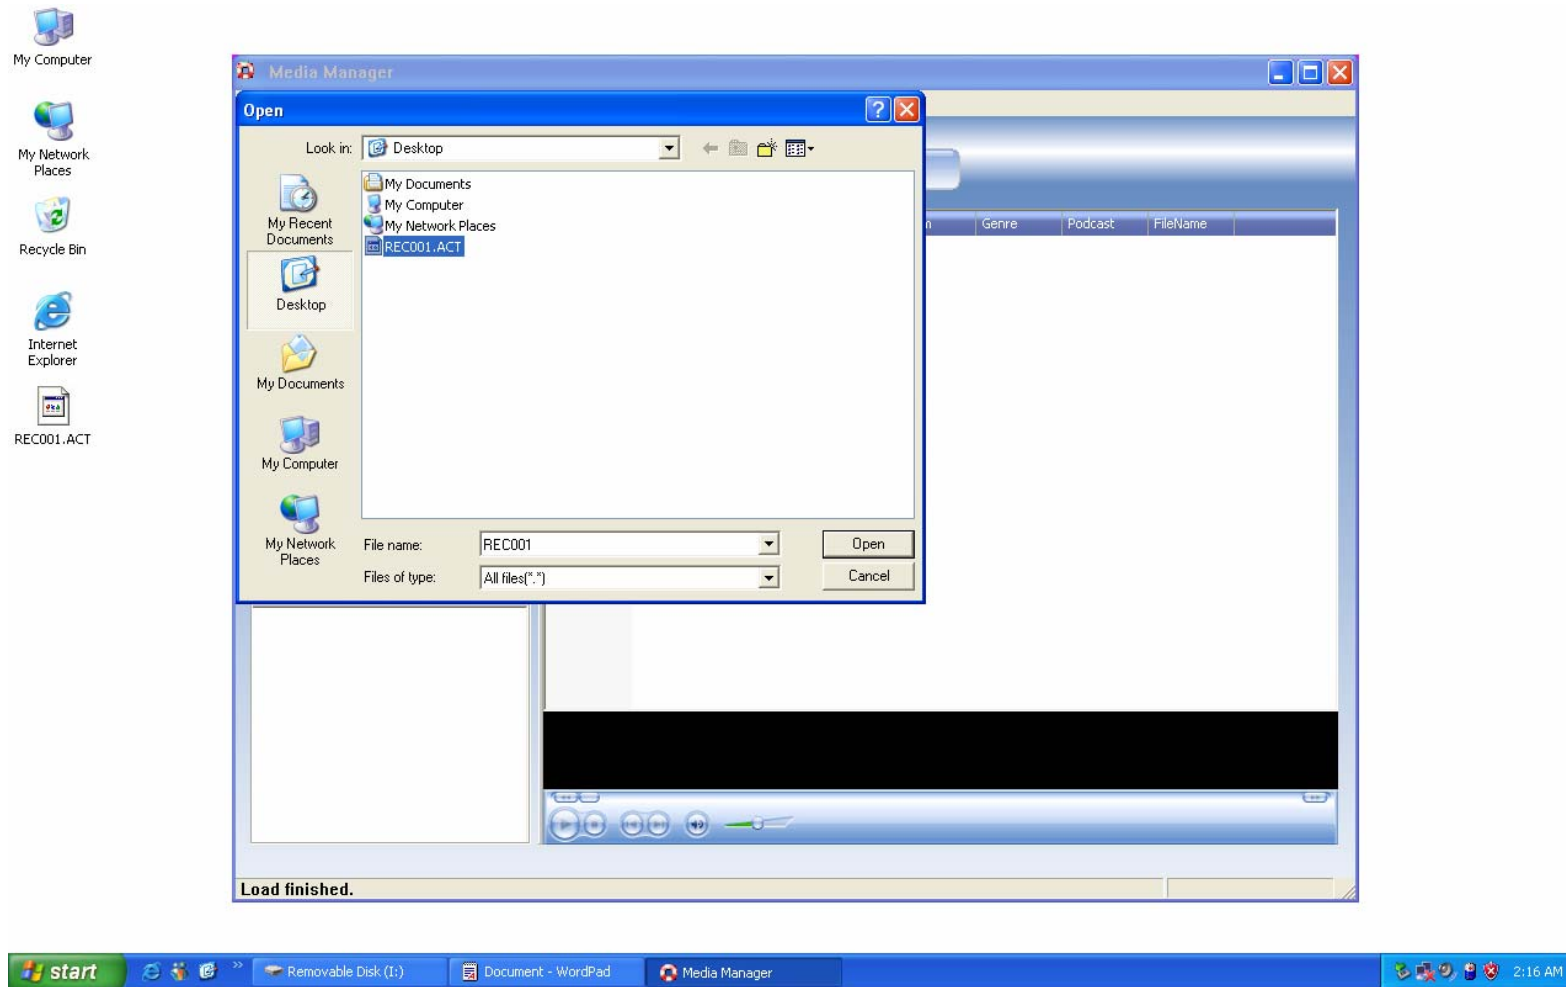 My Computer
My Network
Places
Recycle Bin
Internet
Explorer
REC001.ACT
Media Manager
Open
Look in:
Desktop
My Recent
Documents
Desktop
My Documents
My Computer
My Network
Places
My Documents
My Computer
My Network Places
REC001.ACT
File name:
REC001
Open
Files of type:
All files(*.*)
Cancel
Genre
Podcast
FileName
Load finished.
start
Removable Disk (I:)
Document - WordPad
Media Manager
2:16 AM